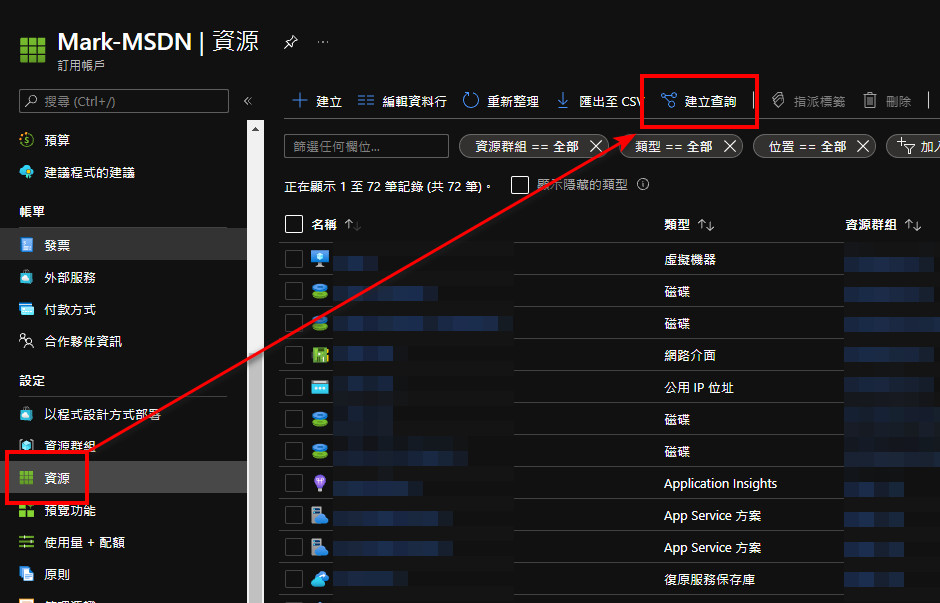 Mark-MSDN | 資源
訂用帳戶
搜尋 (Ctrl+/)
預算
建議程式的建議
帳單
發票
外部服務
付款方式
合作夥伴資訊
設定
以程式設計方式部署
資源群組
資源
預覽功能
使用量 + 配額
原則
建立 編輯資料行 重新整理 匯出至 CSV 建立查詢 指派標籤 刪除
篩選任何欄位... 資源群組 == 全部 類型 == 全部 位置 == 全部 加入
正在顯示 1 至 72 筆記錄 (共 72 筆)。 顯示隱藏的類型
名稱 類型 資源群組
虛擬機器
磁碟
磁碟
網路介面
公用 IP 位址
磁碟
磁碟
Application Insights
App Service 方案
App Service 方案
復原服務保存庫